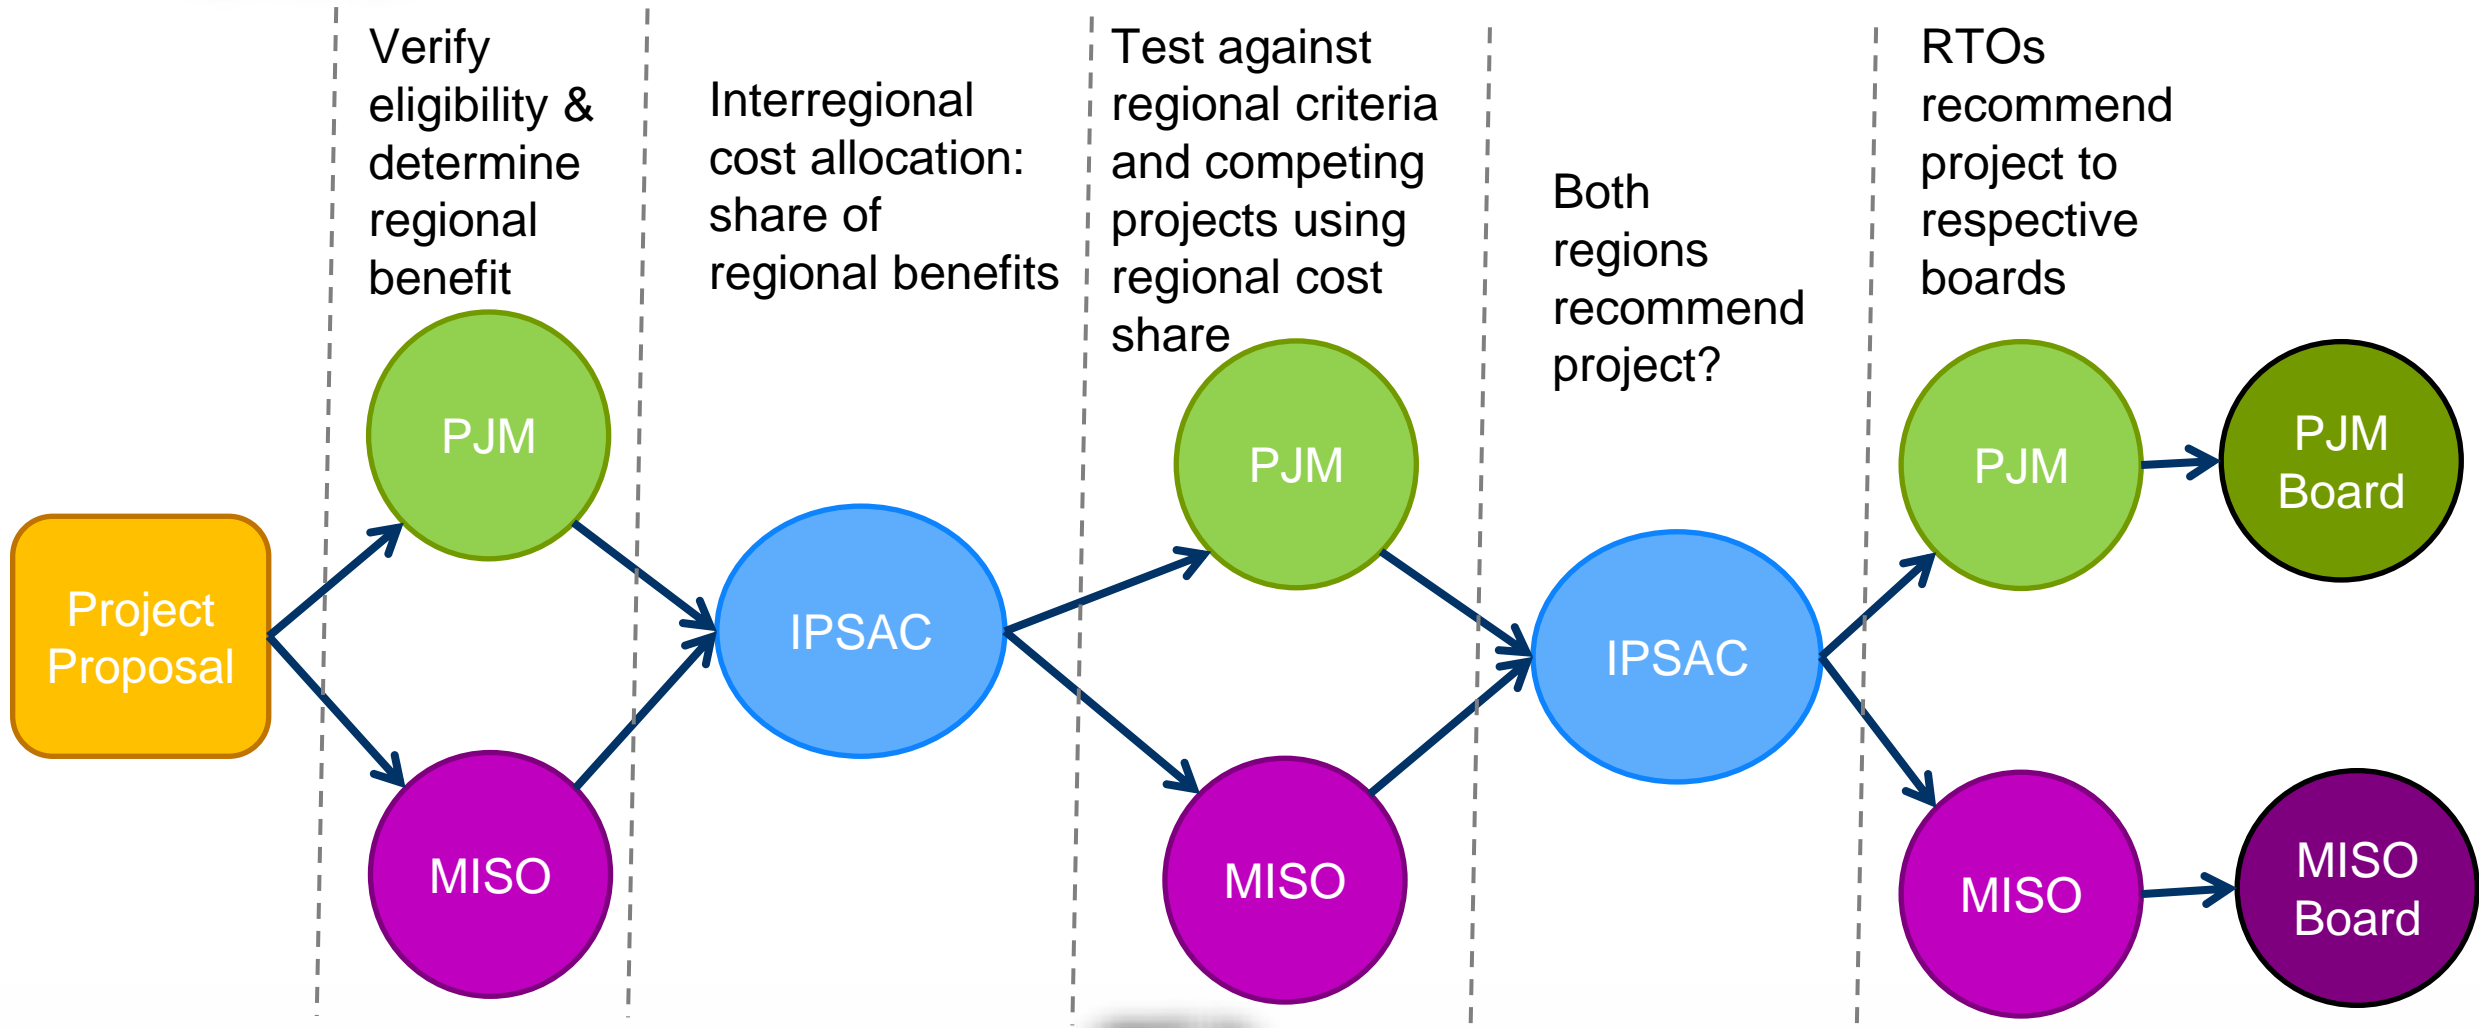 Verify
eligibility &
determine
regional
benefit
Interregional
cost allocation:
share of
regional benefits
Test against
regional criteria
and competing
projects using
regional cost
share
Both
regions
recommend
project?
RTOs
recommend
project to
respective
boards
Project
Proposal
PJM
MISO
IPSAC
PJM
MISO
IPSAC
PJM
MISO
PJM
Board
MISO
Board